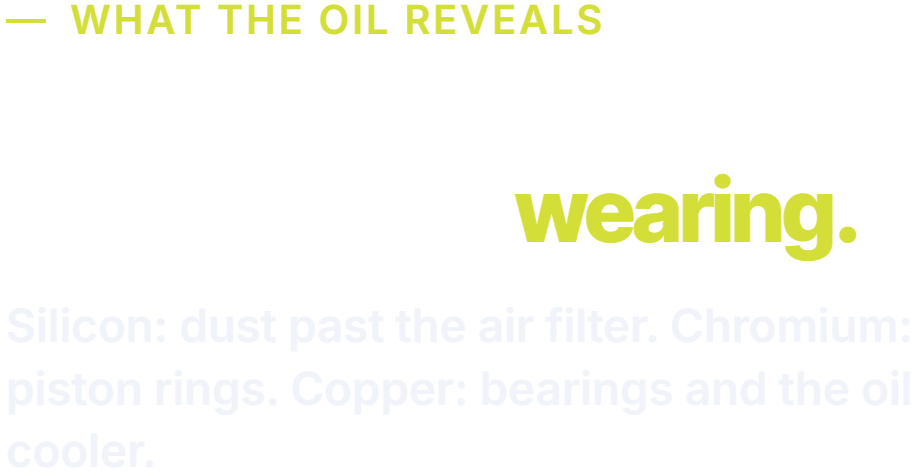 — WHAT THE OIL REVEALS
wearing.
Silicon: dust past the air filter. Chromium:
piston rings. Copper: bearings and the oil
cooler.